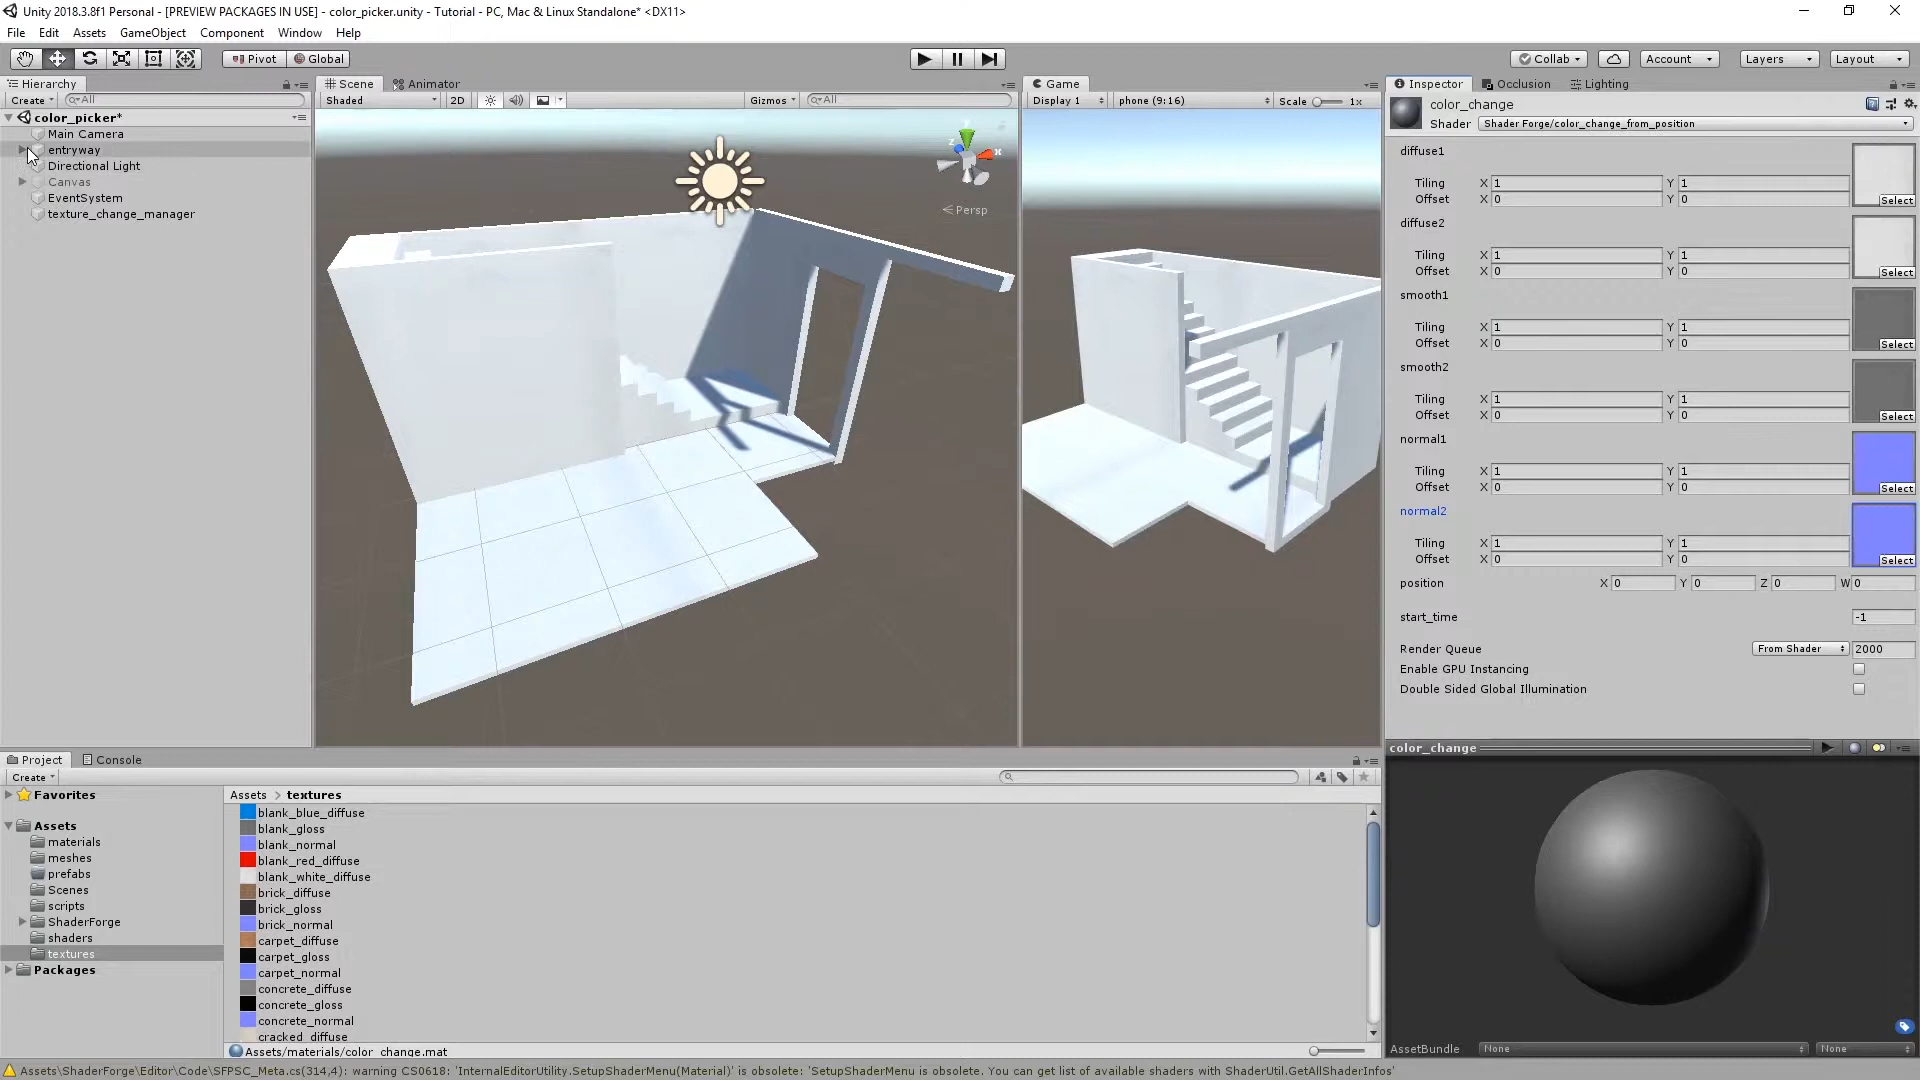 Unity 2018.3.8f1 Personal - [PREVIEW PACKAGES IN USE] - color_picker.unity - Tutorial - PC, Mac & Linux Standalone* <DX11>
File Edit Assets GameObject Component Window Help
Pivot Global Collab Account Layers Layout
Hierarchy
Create All
color_picker*
Main Camera
entryway
Directional Light
Canvas
EventSystem
texture_change_manager
Scene Animator
Shaded 2D Gizmos All
Persp
Game
Display 1 phone (9:16) Scale 1x
Inspector Occlusion Lighting
color_change
Shader Shader Forge/color_change_from_position
diffuse1
Tiling X 1 Y 1
Offset X 0 Y 0
Select
diffuse2
Tiling X 1 Y 1
Offset X 0 Y 0
Select
smooth1
Tiling X 1 Y 1
Offset X 0 Y 0
Select
smooth2
Tiling X 1 Y 1
Offset X 0 Y 0
Select
normal1
Tiling X 1 Y 1
Offset X 0 Y 0
Select
normal2
Tiling X 1 Y 1
Offset X 0 Y 0
Select
position X 0 Y 0 Z 0 W 0
start_time -1
Render Queue From Shader 2000
Enable GPU Instancing
Double Sided Global Illumination
color_change
AssetBundle None None
Project Console
Create
Favorites
Assets
materials
meshes
prefabs
Scenes
scripts
ShaderForge
shaders
textures
Packages
Assets > textures
blank_blue_diffuse
blank_gloss
blank_normal
blank_red_diffuse
blank_white_diffuse
brick_diffuse
brick_gloss
brick_normal
carpet_diffuse
carpet_gloss
carpet_normal
concrete_diffuse
concrete_gloss
concrete_normal
cracked_diffuse
Assets/materials/color_change.mat
Assets\ShaderForge\Editor\Code\SFPSC_Meta.cs(314,4): warning CS0618: 'InternalEditorUtility.SetupShaderMenu(Material)' is obsolete: 'SetupShaderMenu is obsolete. You can get list of available shaders with ShaderUtil.GetAllShaderInfos'